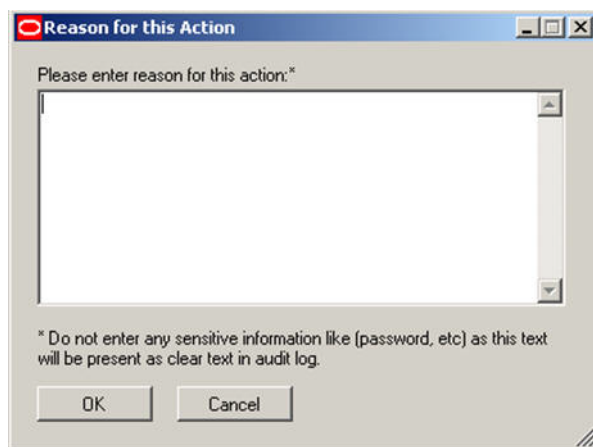 Reason for this Action
Please enter reason for this action:*
* Do not enter any sensitive information like (password, etc) as this text
will be present as clear text in audit log.
OK Cancel